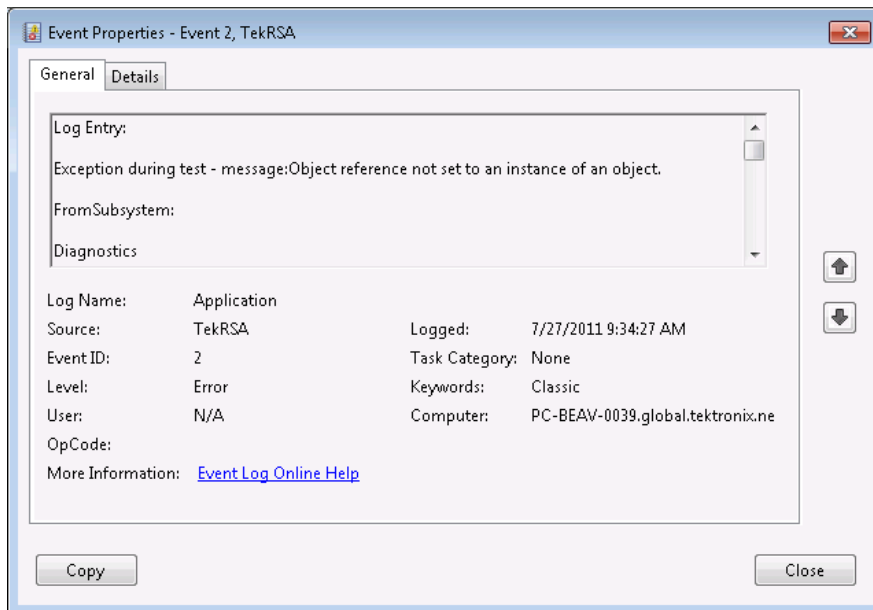 Event Properties - Event 2, TekRSA
General Details
Log Entry:
Exception during test - message:Object reference not set to an instance of an object.
FromSubsystem:
Diagnostics
Log Name: Application
Source: TekRSA Logged: 7/27/2011 9:34:27 AM
Event ID: 2 Task Category: None
Level: Error Keywords: Classic
User: N/A Computer: PC-BEAV-0039.global.tektronix.ne
OpCode:
More Information: Event Log Online Help
Copy Close